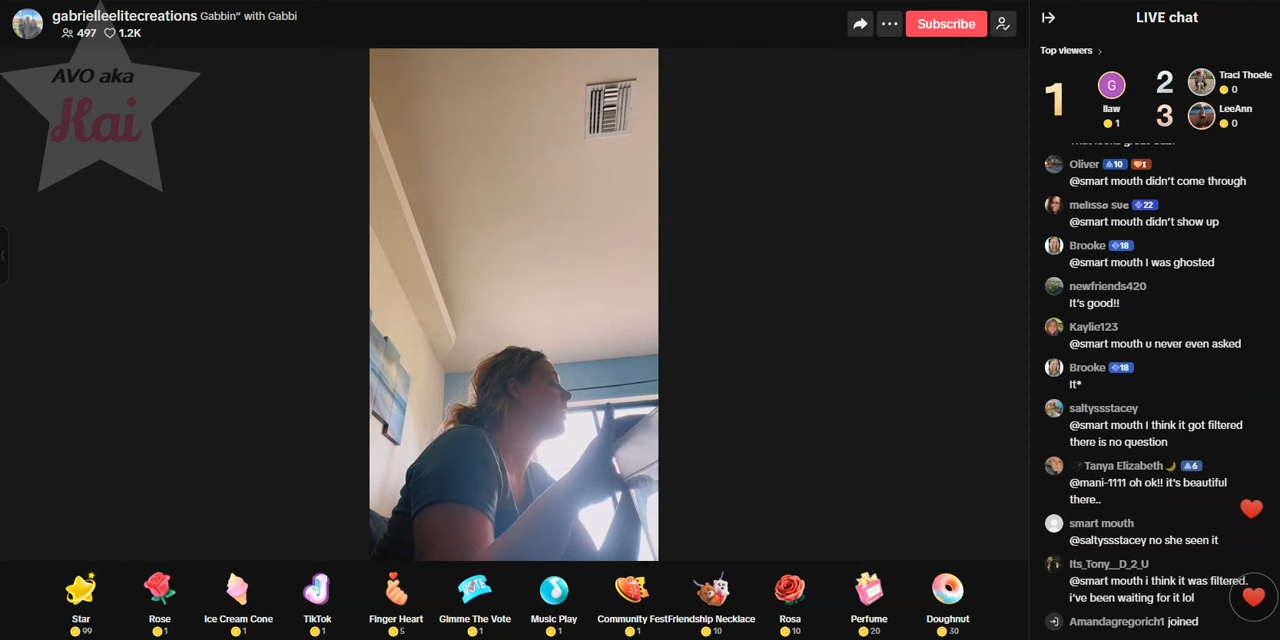 gabrielleelitecreations Gabbin" with Gabbi
497 1.2K
AVO aka
Kai
Subscribe
LIVE chat
Top viewers
1
G
Ilaw
1
2
Traci Thoele
0
3
LeeAnn
0
Oliver 10 I
@smart mouth didn't come through
melissa sue 22
@smart mouth didn't show up
Brooke 18
@smart mouth I was ghosted
newfriends420
It's good!!
Kaylie123
@smart mouth u never even asked
Brooke 18
It*
saltyssstacey
@smart mouth I think it got filtered
there is no question
Tanya Elizabeth 6
@mani-1111 oh ok!! it's beautiful
there..
smart mouth
@saltyssstacey no she seen it
Its_Tony__D_2_U
@smart mouth i think it was filtered.
i've been waiting for it lol
Amandagregorich1 joined
Star
99
Rose
1
Ice Cream Cone
1
TikTok
1
Finger Heart
5
VOTE
Gimme The Vote
1
Music Play
1
Community Fest
1
Friendship Necklace
10
Rosa
10
Perfume
20
Doughnut
30